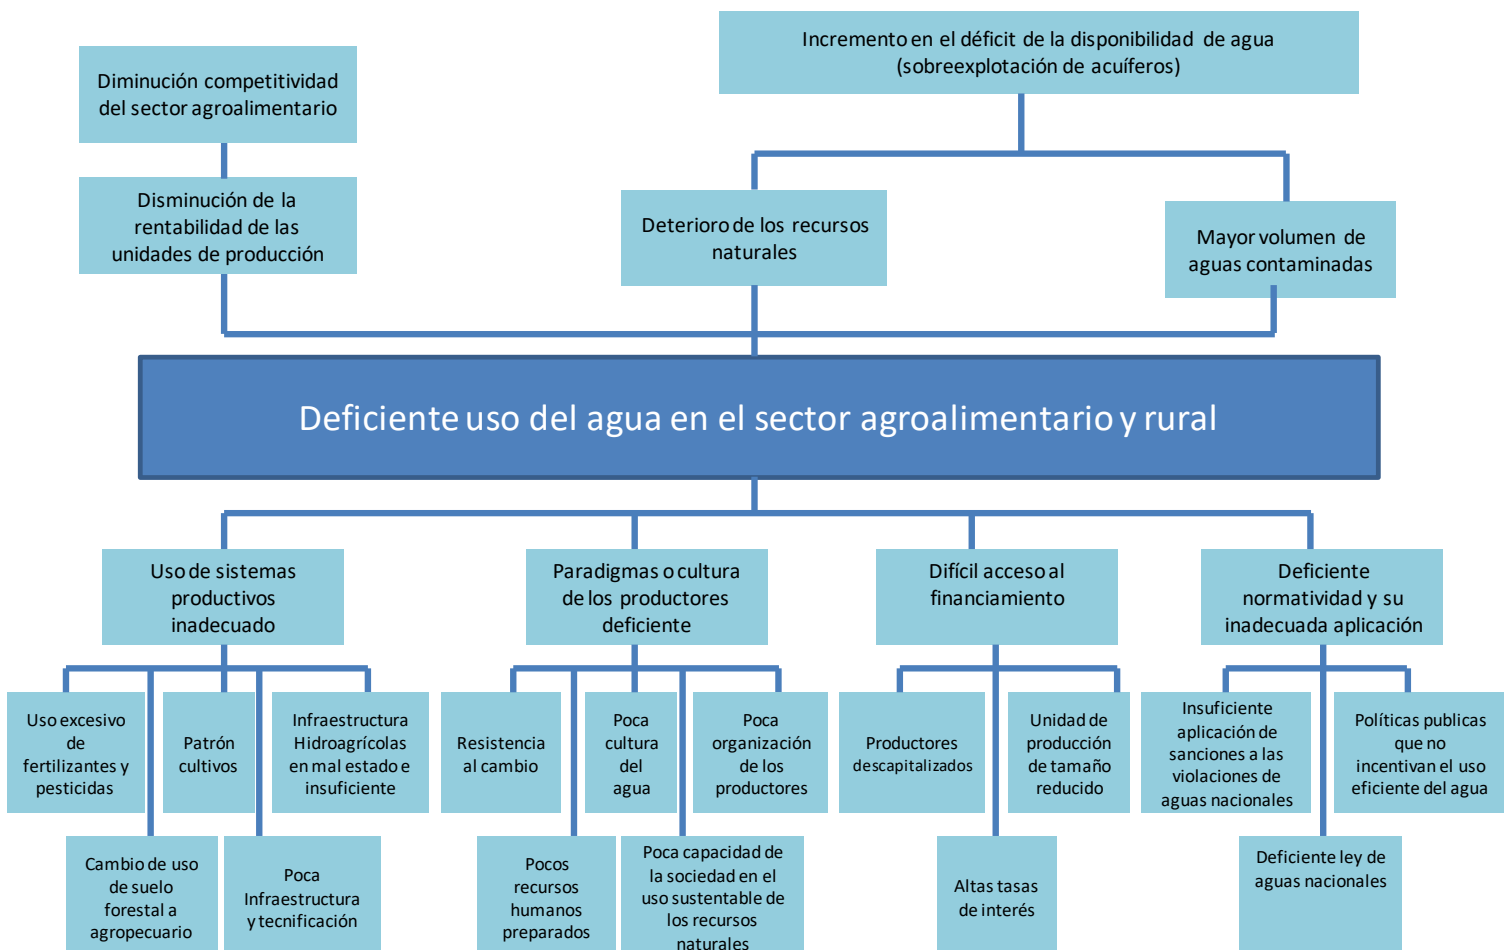 Incremento en el déficit de la disponibilidad de agua
(sobreexplotación de acuíferos)
Diminución competitividad
del sector agroalimentario
Disminución de la
rentabilidad de las
unidades de producción
Deterioro de los recursos
naturales
Mayor volumen de
aguas contaminadas
Deficiente uso del agua en el sector agroalimentario y rural
Uso de sistemas
productivos
inadecuado
Paradigmas o cultura
de los productores
deficiente
Difícil acceso al
financiamiento
Deficiente
normatividad y su
inadecuada aplicación
Uso excesivo
de
fertilizantes y
pesticidas
Patrón
cultivos
Infraestructura
Hidroagrícolas
en mal estado e
insuficiente
Resistencia
al cambio
Poca
cultura
del
agua
Poca
organización
de los
productores
Productores
descapitalizados
Unidad de
producción
de tamaño
reducido
Insuficiente
aplicación de
sanciones a las
violaciones de
aguas nacionales
Políticas publicas
que no
incentivan el uso
eficiente del agua
Cambio de uso
de suelo
forestal a
agropecuario
Poca
Infraestructura
y tecnificación
Pocos
recursos
humanos
preparados
Poca capacidad de
la sociedad en el
uso sustentable de
los recursos
naturales
Altas tasas
de interés
Deficiente ley de
aguas nacionales